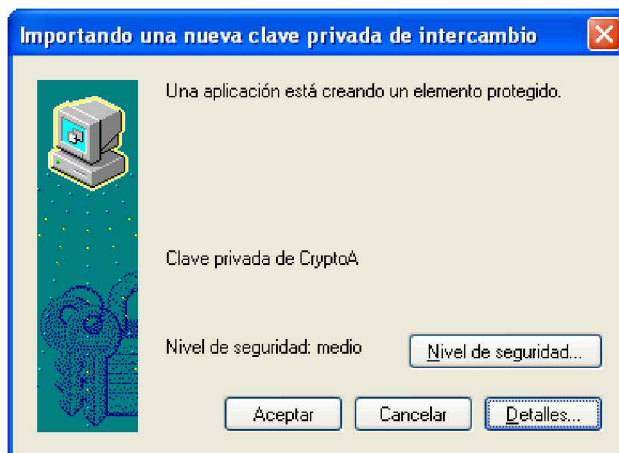 Importando una nueva clave privada de intercambio
Una aplicación está creando un elemento protegido.
Clave privada de CryptoA
Nivel de seguridad: medio
Nivel de seguridad...
Aceptar
Cancelar
Detalles...